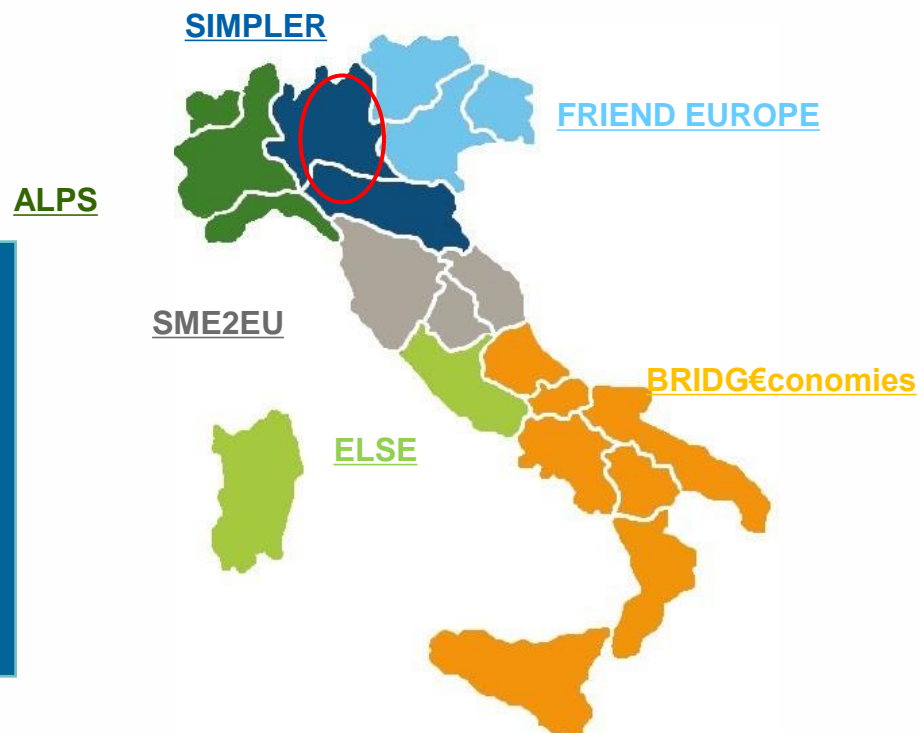 SIMPLER
FRIEND EUROPE
ALPS
SME2EU
BRIDG€conomies
ELSE